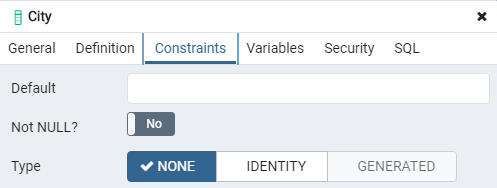 City
General Definition Constraints Variables Security SQL
Default
Not NULL? No
Type NONE IDENTITY GENERATED